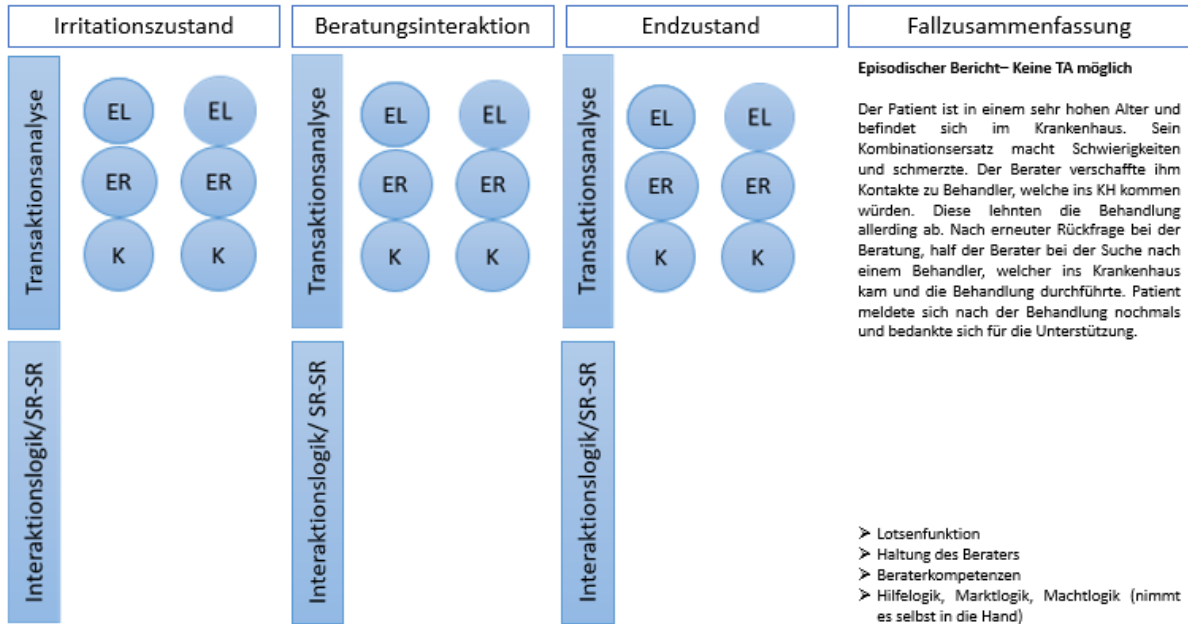 Irritationszustand
Beratungsinteraktion
Endzustand
Fallzusammenfassung
Transaktionsanalyse
EL EL
ER ER
K K
Interaktionslogik/SR-SR
Transaktionsanalyse
EL EL
ER ER
K K
Interaktionslogik/ SR-SR
Transaktionsanalyse
EL EL
ER ER
K K
Interaktionslogik/SR-SR
Episodischer Bericht– Keine TA möglich
Der Patient ist in einem sehr hohen Alter und
befindet sich im Krankenhaus. Sein
Kombinationsersatz macht Schwierigkeiten
und schmerzte. Der Berater verschaffte ihm
Kontakte zu Behandler, welche ins KH kommen
würden. Diese lehnten die Behandlung
allerding ab. Nach erneuter Rückfrage bei der
Beratung, half der Berater bei der Suche nach
einem Behandler, welcher ins Krankenhaus
kam und die Behandlung durchführte. Patient
meldete sich nach der Behandlung nochmals
und bedankte sich für die Unterstützung.
➢ Lotsenfunktion
➢ Haltung des Beraters
➢ Beraterkompetenzen
➢ Hilfelogik, Marktlogik, Machtlogik (nimmt
es selbst in die Hand)